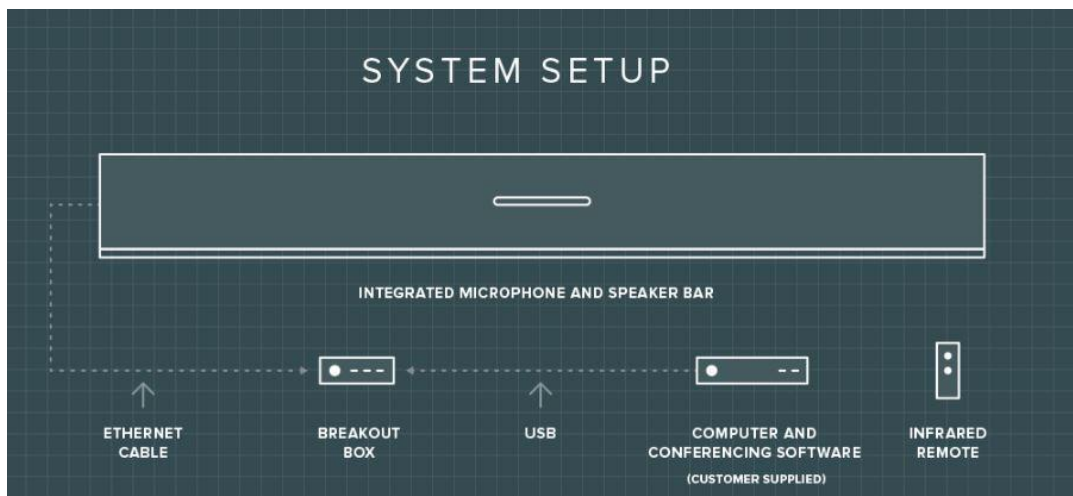 SYSTEM SETUP
INTEGRATED MICROPHONE AND SPEAKER BAR
ETHERNET
CABLE
BREAKOUT
BOX
USB
COMPUTER AND
CONFERENCING SOFTWARE
(CUSTOMER SUPPLIED)
INFRARED
REMOTE